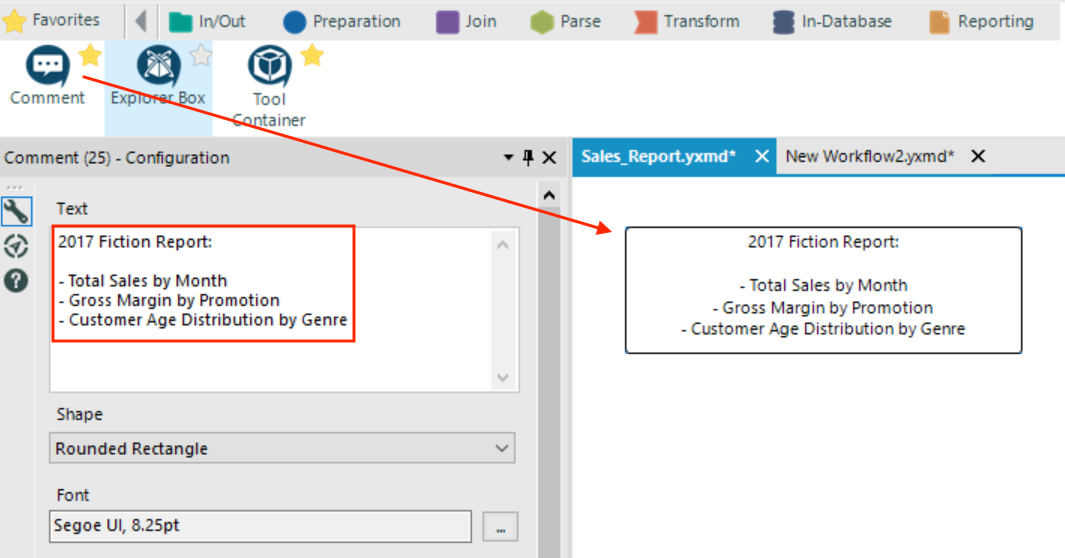 Favorites
In/Out
Preparation
Join
Parse
Transform
In-Database
Reporting
Comment
Explorer Box
Tool
Container
Comment (25) - Configuration
Sales_Report.yxmd*
New Workflow2.yxmd*
Text
2017 Fiction Report:
- Total Sales by Month
- Gross Margin by Promotion
- Customer Age Distribution by Genre
Shape
Rounded Rectangle
Font
Segoe UI, 8.25pt
...
2017 Fiction Report:
- Total Sales by Month
- Gross Margin by Promotion
- Customer Age Distribution by Genre